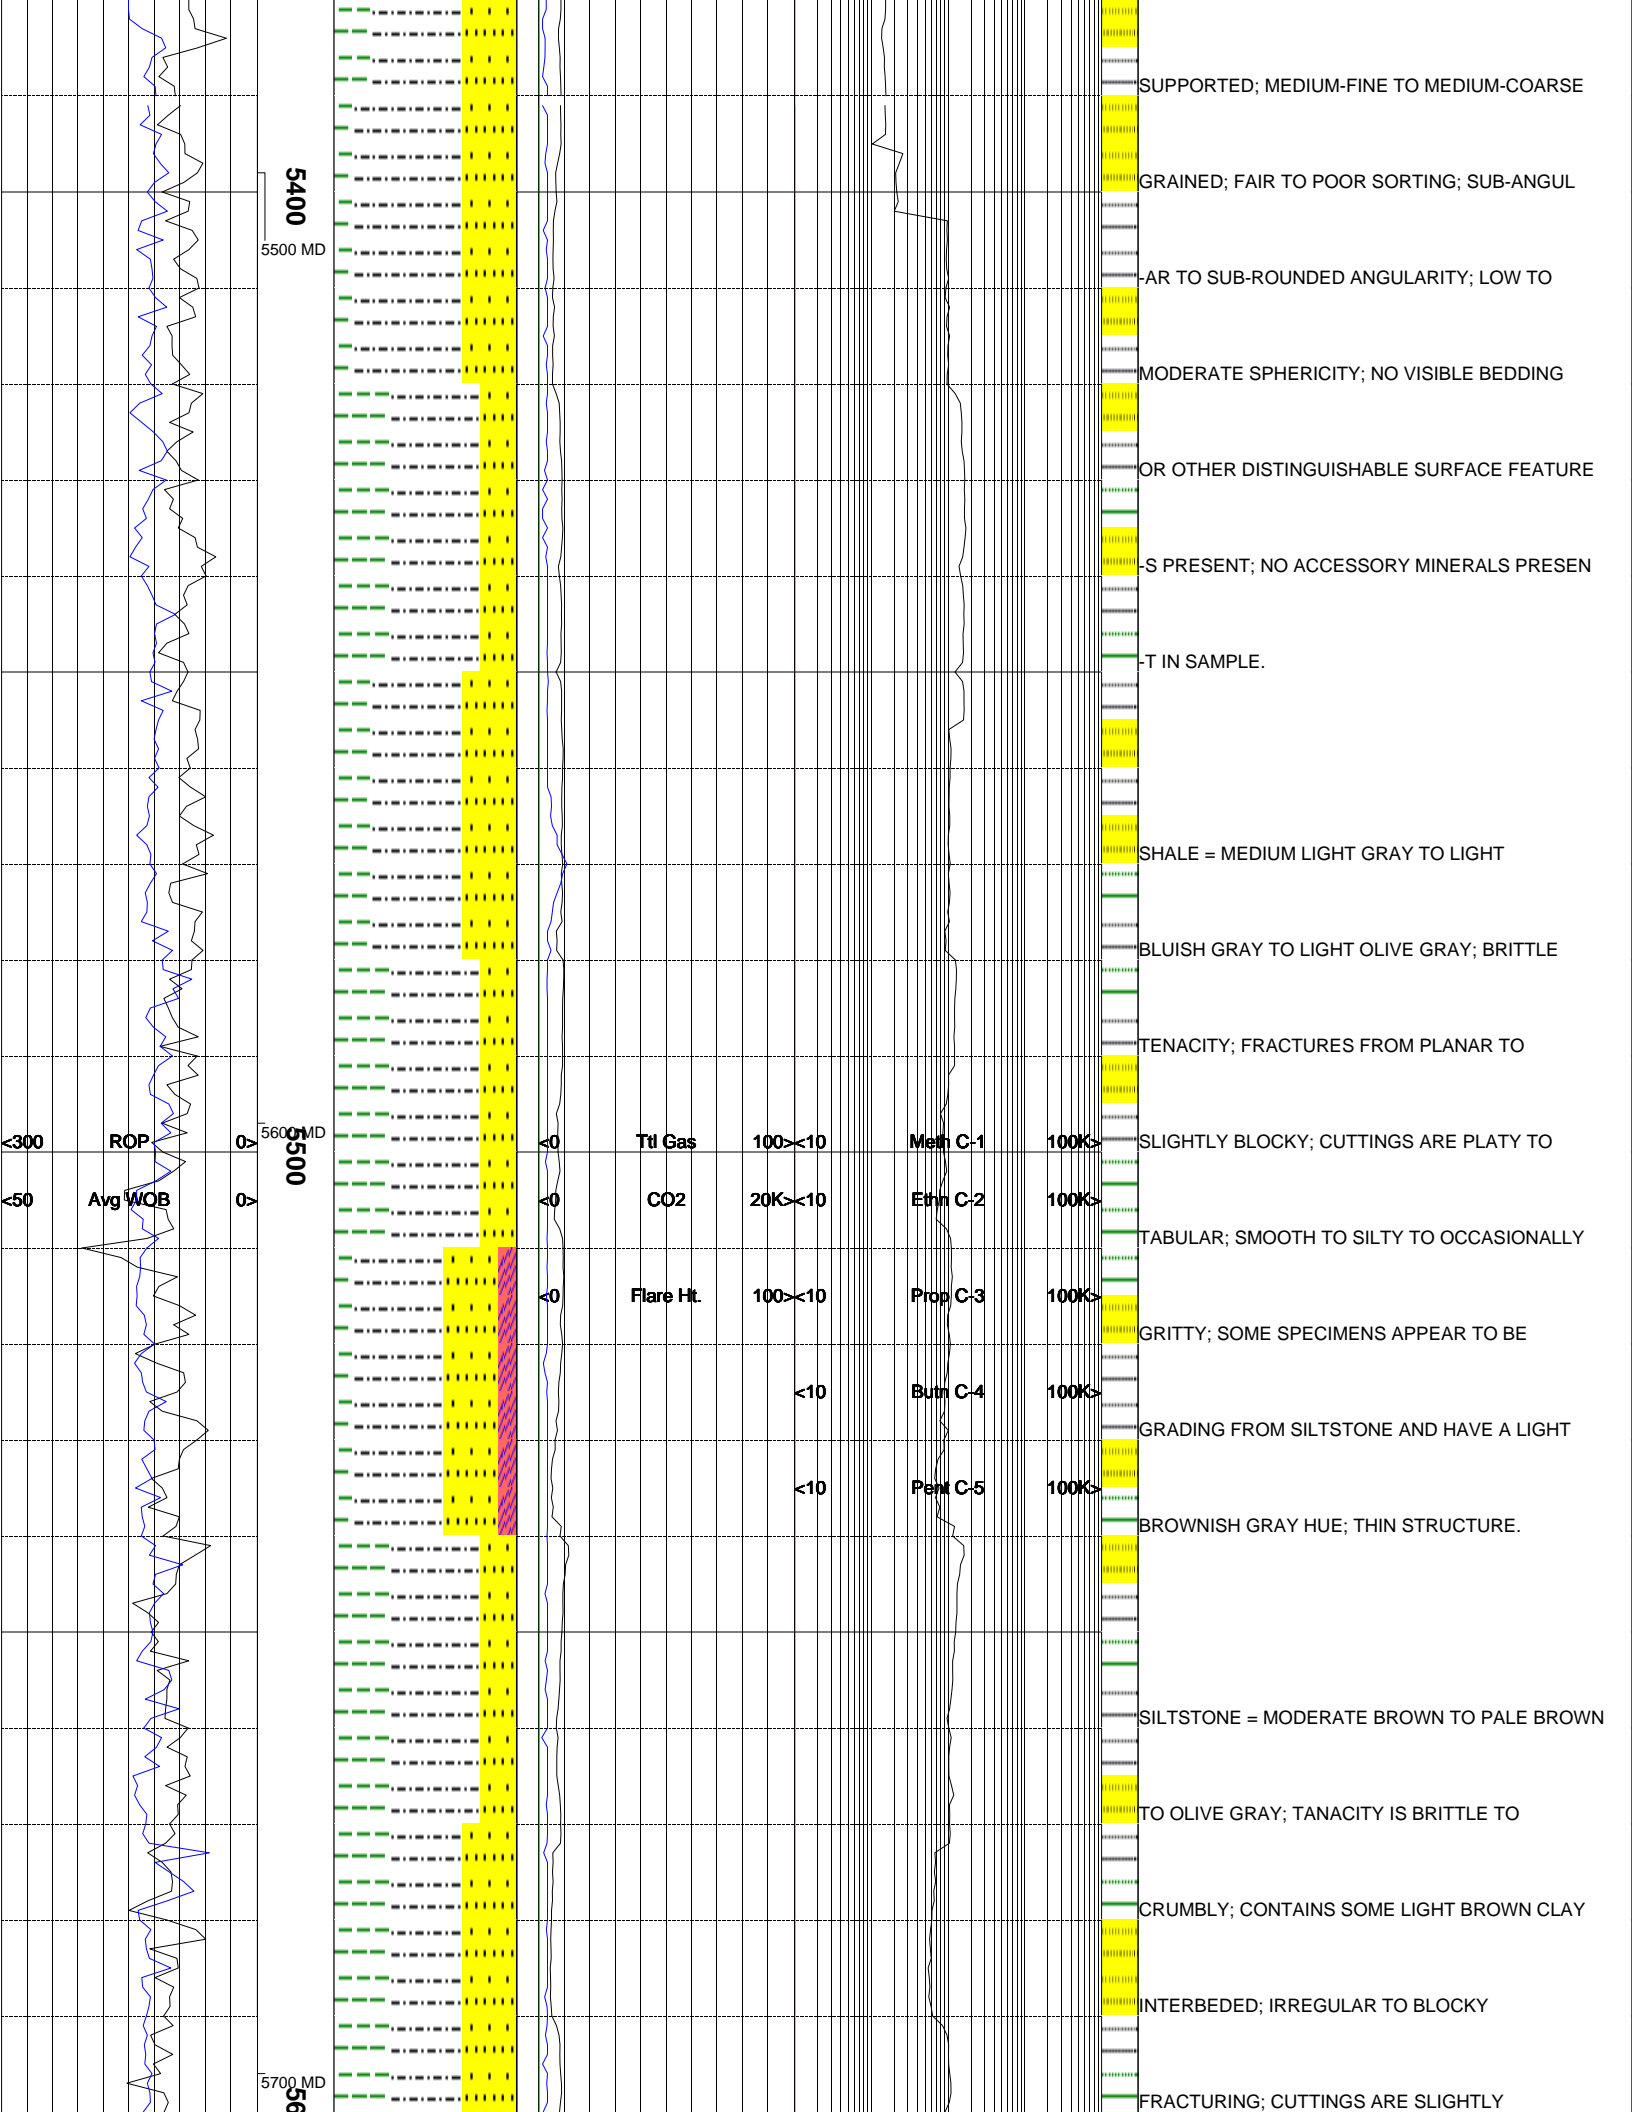 SUPPORTED; MEDIUM-FINE TO MEDIUM-COARSE
5400
GRAINED; FAIR TO POOR SORTING; SUB-ANGUL
5500 MD
-AR TO SUB-ROUNDED ANGULARITY; LOW TO
MODERATE SPHERICITY; NO VISIBLE BEDDING
OR OTHER DISTINGUISHABLE SURFACE FEATURE
-S PRESENT; NO ACCESSORY MINERALS PRESEN
-T IN SAMPLE.
SHALE = MEDIUM LIGHT GRAY TO LIGHT
BLUISH GRAY TO LIGHT OLIVE GRAY; BRITTLE
TENACITY; FRACTURES FROM PLANAR TO
5600 MD
5500
<300 ROP 0> <0 Ttl Gas 100> <10 Meth C-1 100K>
SLIGHTLY BLOCKY; CUTTINGS ARE PLATY TO
<50 Avg WOB 0> <0 CO2 20K> <10 Ethn C-2 100K>
TABULAR; SMOOTH TO SILTY TO OCCASIONALLY
<0 Flare Ht. 100> <10 Prop C-3 100K>
GRITTY; SOME SPECIMENS APPEAR TO BE
<10 Butn C-4 100K>
GRADING FROM SILTSTONE AND HAVE A LIGHT
<10 Pent C-5 100K>
BROWNISH GRAY HUE; THIN STRUCTURE.
SILTSTONE = MODERATE BROWN TO PALE BROWN
TO OLIVE GRAY; TANACITY IS BRITTLE TO
CRUMBLY; CONTAINS SOME LIGHT BROWN CLAY
INTERBEDED; IRREGULAR TO BLOCKY
5700 MD
FRACTURING; CUTTINGS ARE SLIGHTLY